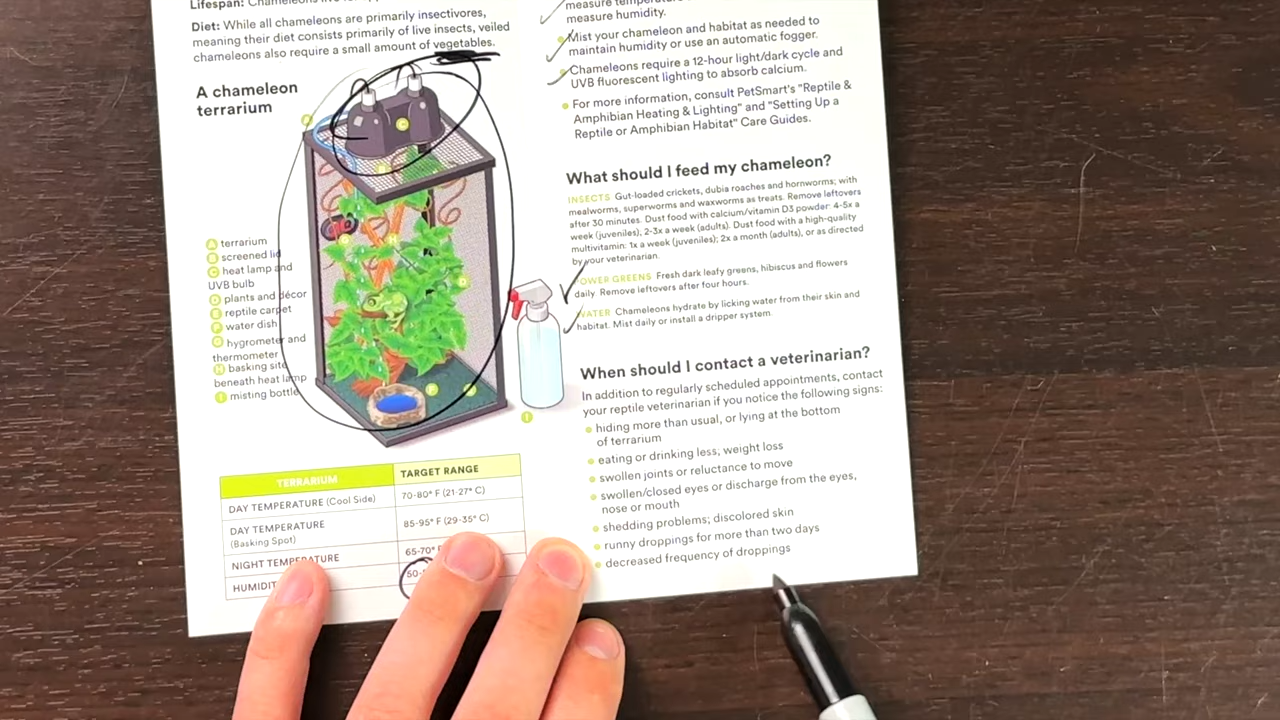 Lifespan: Chameleons live
Diet: While all chameleons are primarily insectivores,
meaning their diet consists primarily of live insects, veiled
chameleons also require a small amount of vegetables.
A chameleon
terrarium
A terrarium
B screened lid
C heat lamp and
UVB bulb
D plants and décor
E reptile carpet
F water dish
G hygrometer and
thermometer
H basking site
beneath heat lamp
I misting bottle
TERRARIUM TARGET RANGE
DAY TEMPERATURE (Cool Side) 70-80° F (21-27° C)
DAY TEMPERATURE
(Basking Spot) 85-95° F (29-35° C)
NIGHT TEMPERATURE 65-70°
50-
measure humidity.
Mist your chameleon and habitat as needed to
maintain humidity or use an automatic fogger.
Chameleons require a 12-hour light/dark cycle and
UVB fluorescent lighting to absorb calcium.
For more information, consult PetSmart's "Reptile &
Amphibian Heating & Lighting" and "Setting Up a
Reptile or Amphibian Habitat" Care Guides.
What should I feed my chameleon?
INSECTS Gut-loaded crickets, dubia roaches and hornworms; with
mealworms, superworms and waxworms as treats. Remove leftovers
after 30 minutes. Dust food with calcium/vitamin D3 powder: 4-5x a
week (juveniles), 2-3x a week (adults). Dust food with a high-quality
multivitamin: 1x a week (juveniles); 2x a month (adults), or as directed
by your veterinarian.
POWER GREENS Fresh dark leafy greens, hibiscus and flowers
daily. Remove leftovers after four hours.
WATER Chameleons hydrate by licking water from their skin and
habitat. Mist daily or install a dripper system.
When should I contact a veterinarian?
In addition to regularly scheduled appointments, contact
your reptile veterinarian if you notice the following signs:
hiding more than usual, or lying at the bottom
of terrarium
eating or drinking less; weight loss
swollen joints or reluctance to move
swollen/closed eyes or discharge from the eyes,
nose or mouth
shedding problems; discolored skin
runny droppings for more than two days
decreased frequency of droppings